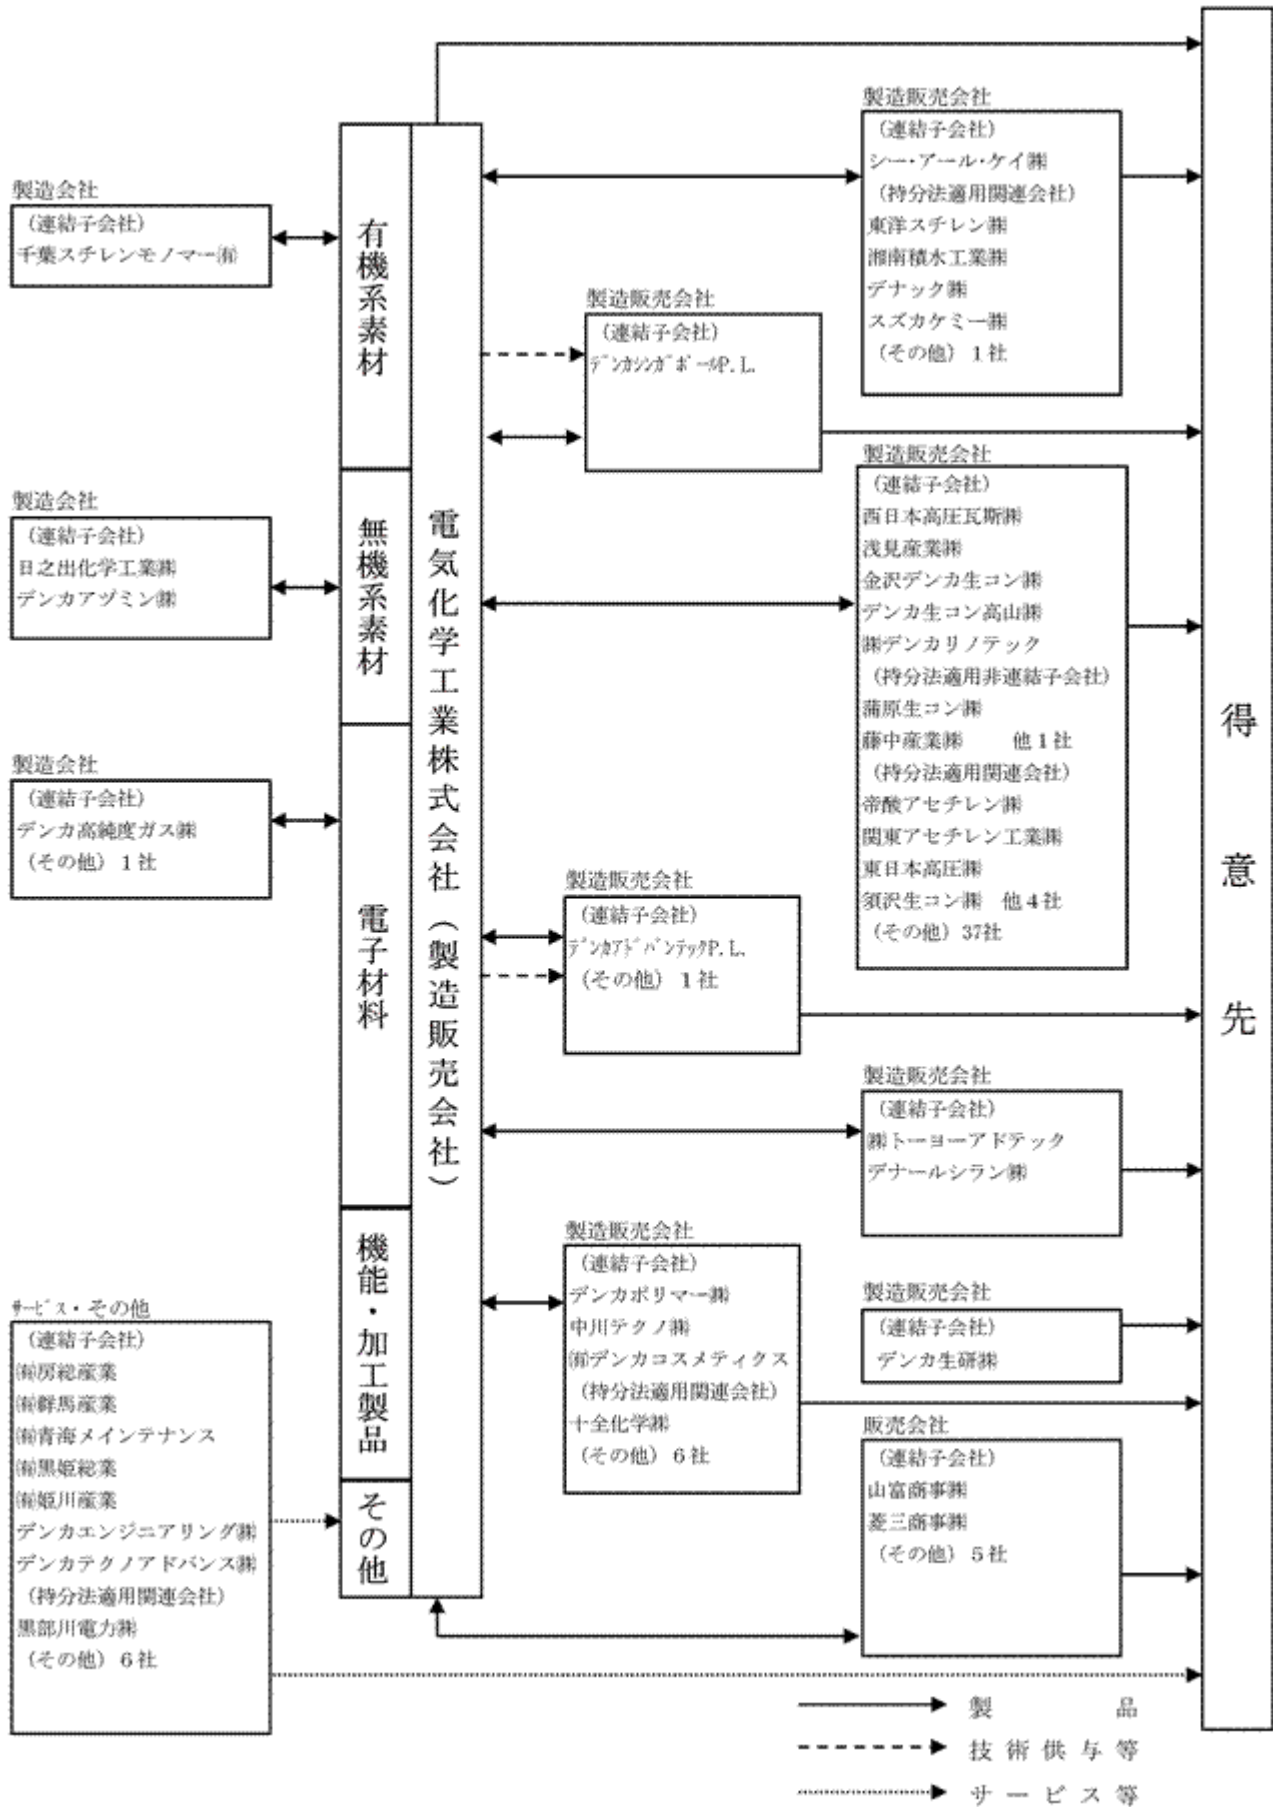 製造会社
(連結子会社)
千葉スチレンモノマー㈲
製造会社
(連結子会社)
日之出化学工業㈱
デンカアヅミン㈱
製造会社
(連結子会社)
デンカ高純度ガス㈱
(その他) 1社
サービス・その他
(連結子会社)
㈲房総産業
㈲群馬産業
㈲青海メインテナンス
㈲黒姫総業
㈲姫川産業
デンカエンジニアリング㈱
デンカテクノアドバンス㈱
(持分法適用関連会社)
黒部川電力㈱
(その他) 6社
有機系素材
無機系素材
電子材料
機能・加工製品
その他
電気化学工業株式会社(製造販売会社)
製造販売会社
(連結子会社)
デンカシンガポールP.L.
製造販売会社
(連結子会社)
デンカアドバンテックP.L.
(その他) 1社
製造販売会社
(連結子会社)
デンカポリマー㈱
中川テクノ㈱
㈲デンカコスメティクス
(持分法適用関連会社)
十全化学㈱
(その他) 6社
製造販売会社
(連結子会社)
シー・アール・ケイ㈱
(持分法適用関連会社)
東洋スチレン㈱
湘南積水工業㈱
デナック㈱
スズカケミー㈱
(その他) 1社
製造販売会社
(連結子会社)
西日本高圧瓦斯㈱
浅見産業㈱
金沢デンカ生コン㈱
デンカ生コン高山㈱
㈱デンカリノテック
(持分法適用非連結子会社)
蒲原生コン㈱
藤中産業㈱ 他1社
(持分法適用関連会社)
帝酸アセチレン㈱
関東アセチレン工業㈱
東日本高圧㈱
須沢生コン㈱ 他4社
(その他) 37社
製造販売会社
(連結子会社)
㈱トーヨーアドテック
デナールシラン㈱
製造販売会社
(連結子会社)
デンカ生研㈱
販売会社
(連結子会社)
山富商事㈱
菱三商事㈱
(その他) 5社
得意先
製品
技術供与等
サービス等